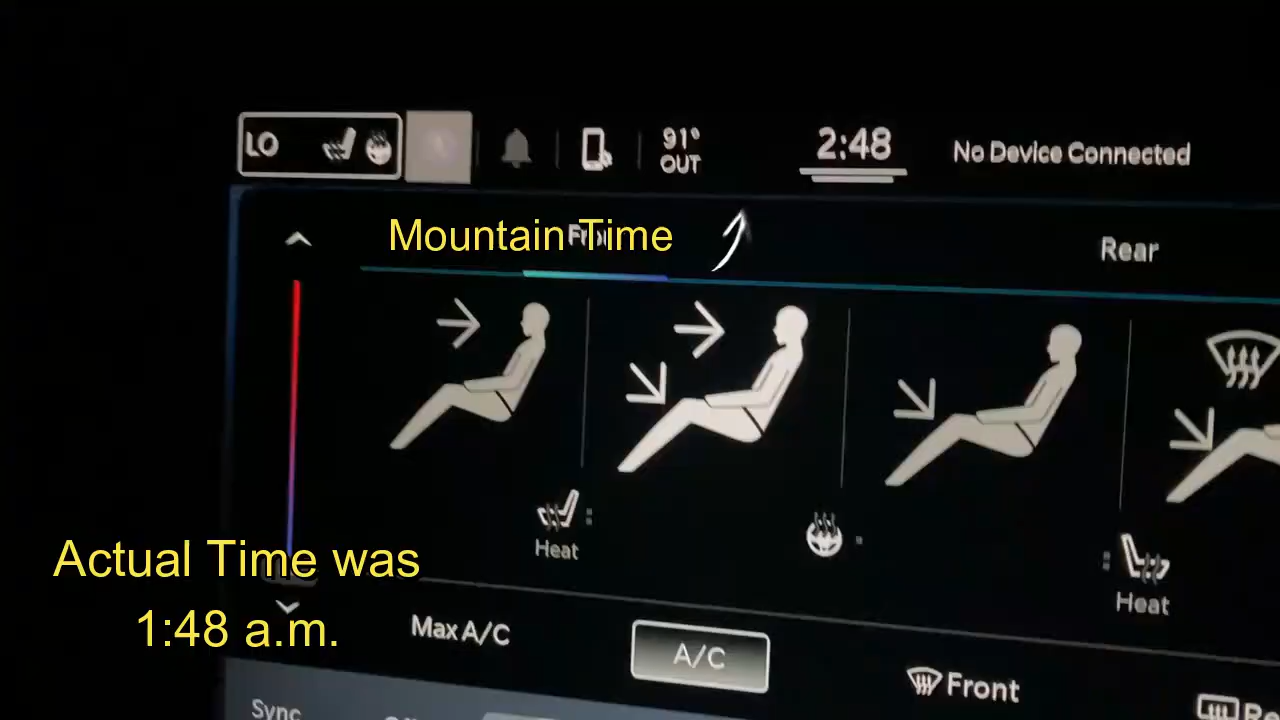 LO
91° OUT
2:48
No Device Connected
Mountain Time
Rear
Heat
Heat
Actual Time was
1:48 a.m.
Max A/C
A/C
Front
Sync